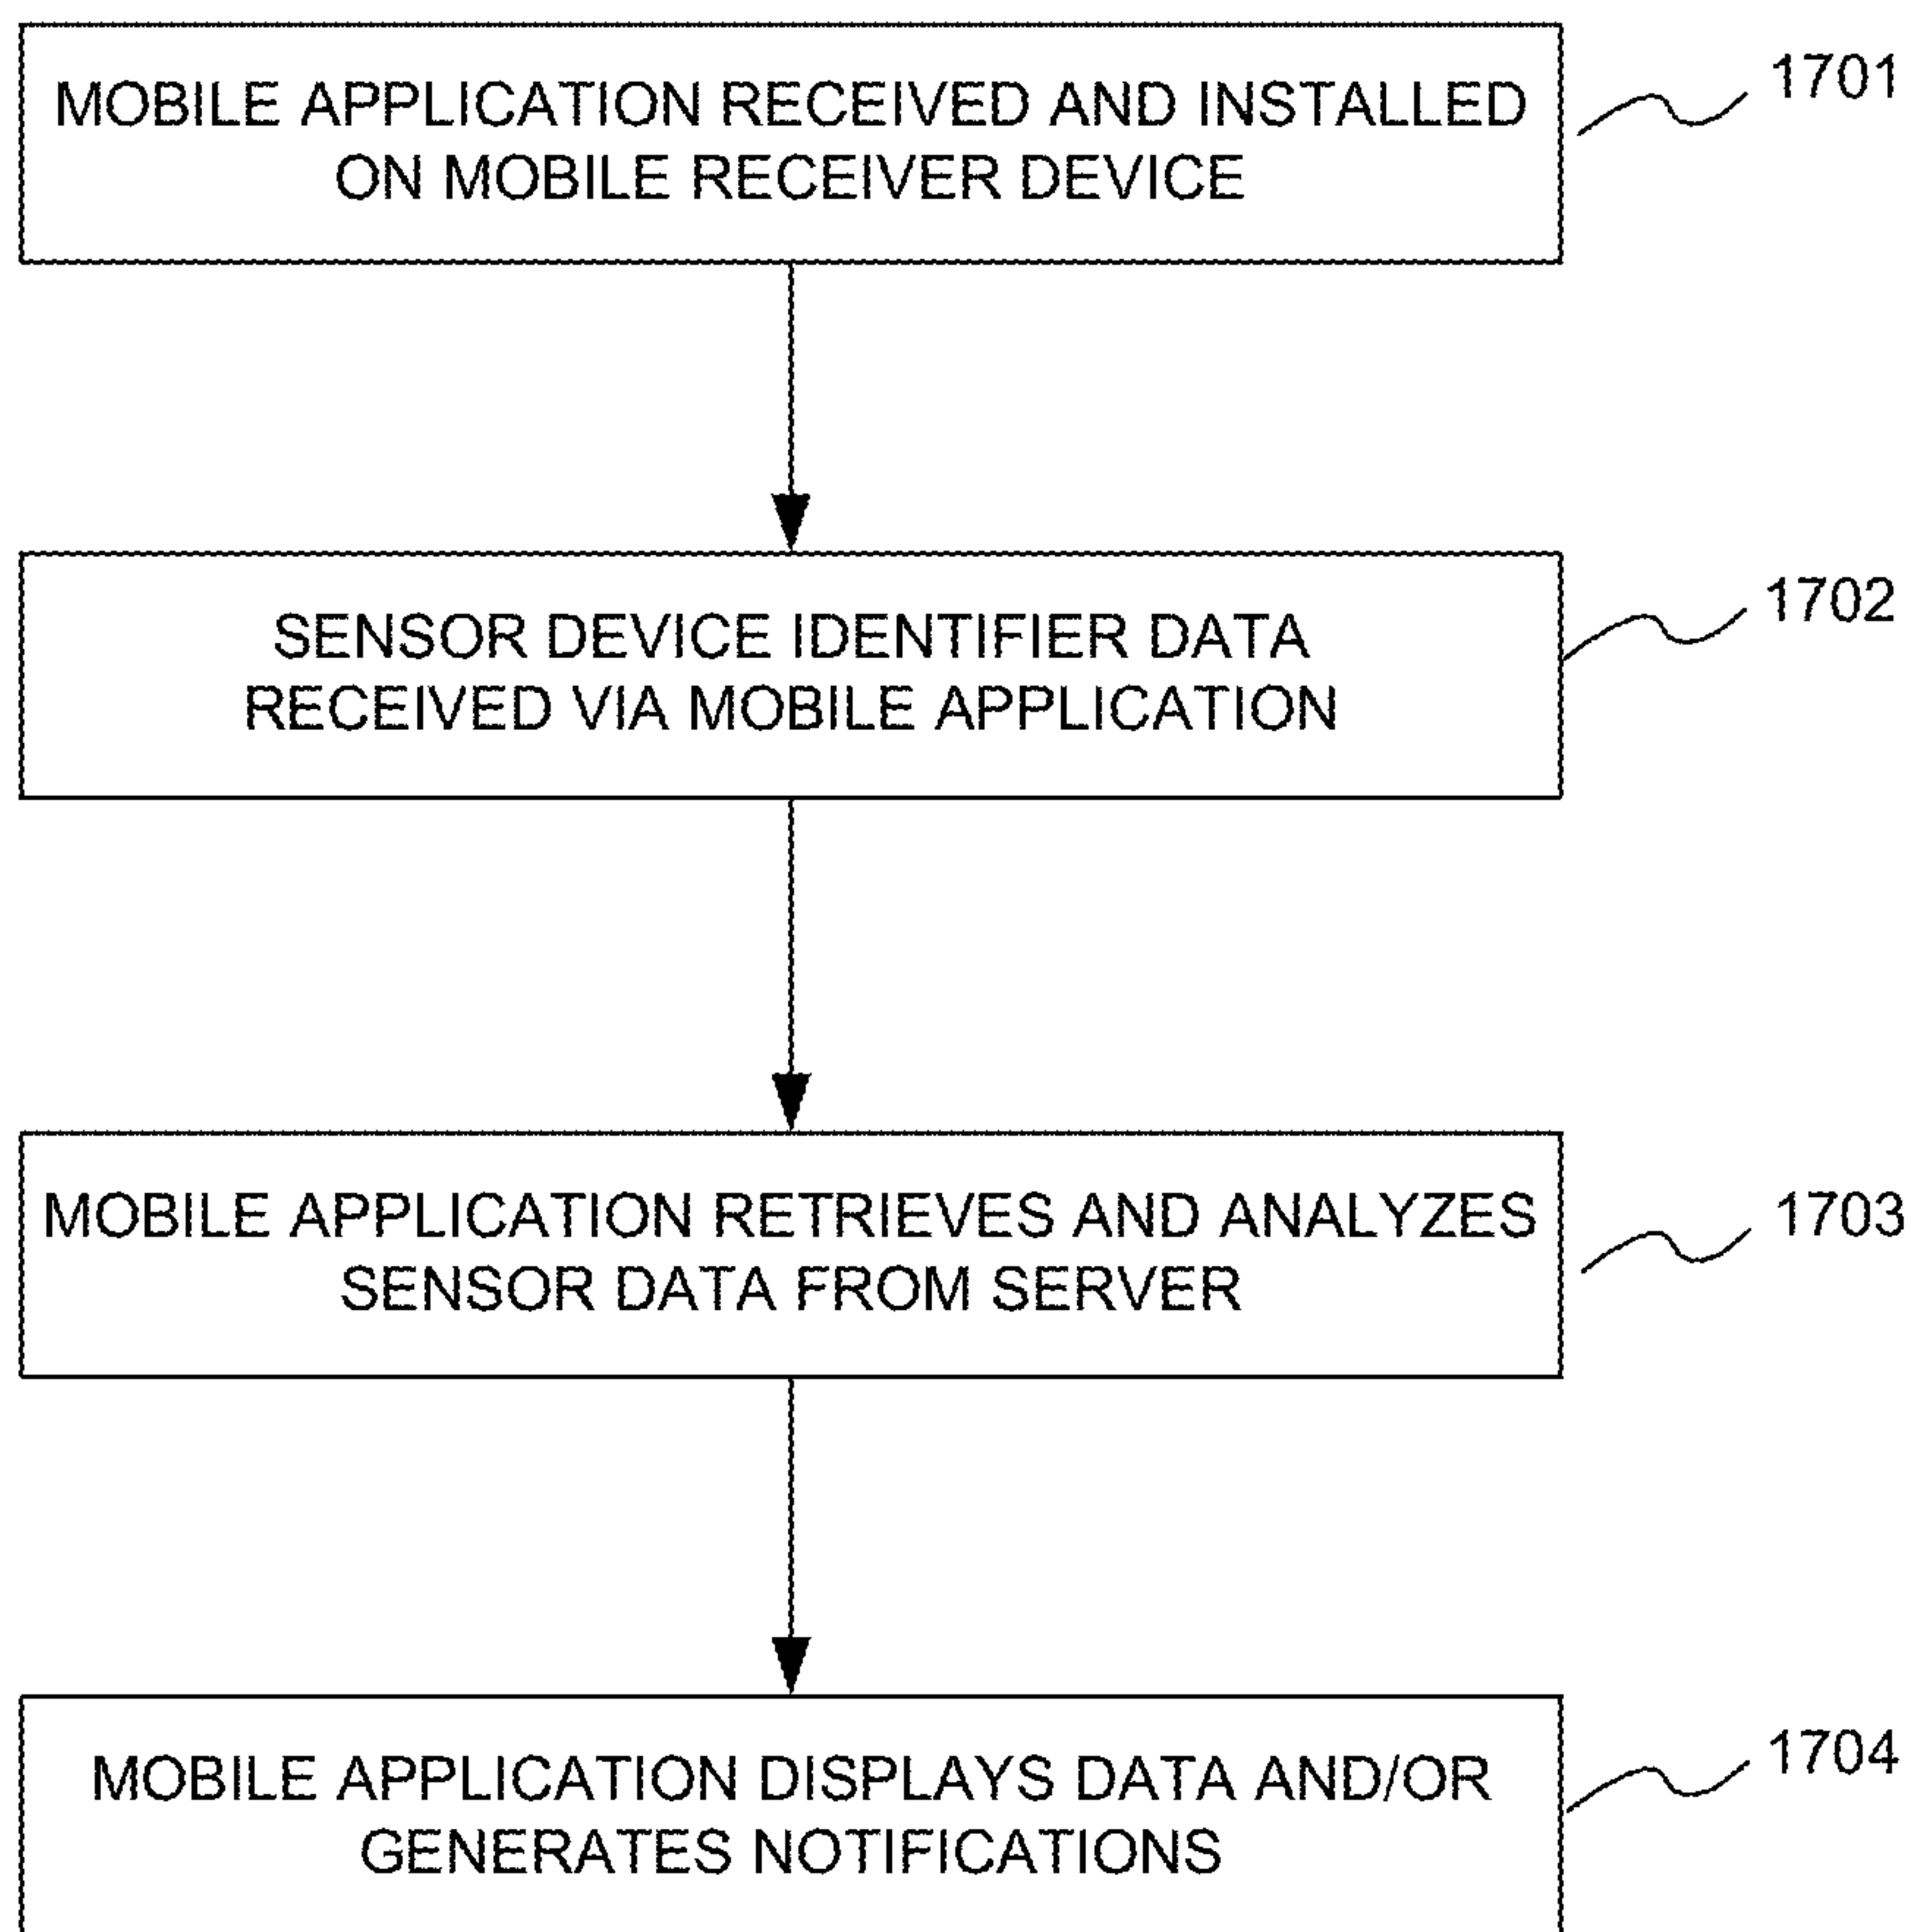 MOBILE APPLICATION RECEIVED AND INSTALLED
ON MOBILE RECEIVER DEVICE
1701
SENSOR DEVICE IDENTIFIER DATA
RECEIVED VIA MOBILE APPLICATION
1702
MOBILE APPLICATION RETRIEVES AND ANALYZES
SENSOR DATA FROM SERVER
1703
MOBILE APPLICATION DISPLAYS DATA AND/OR
GENERATES NOTIFICATIONS
1704